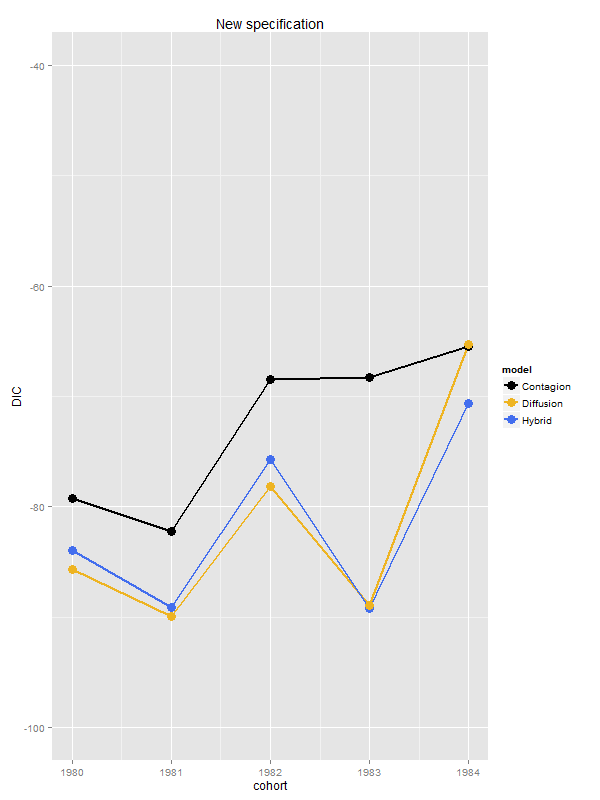 New specification
-40
-60
-80
-100
DIC
1980 1981 1982 1983 1984
cohort
model
Contagion
Diffusion
Hybrid